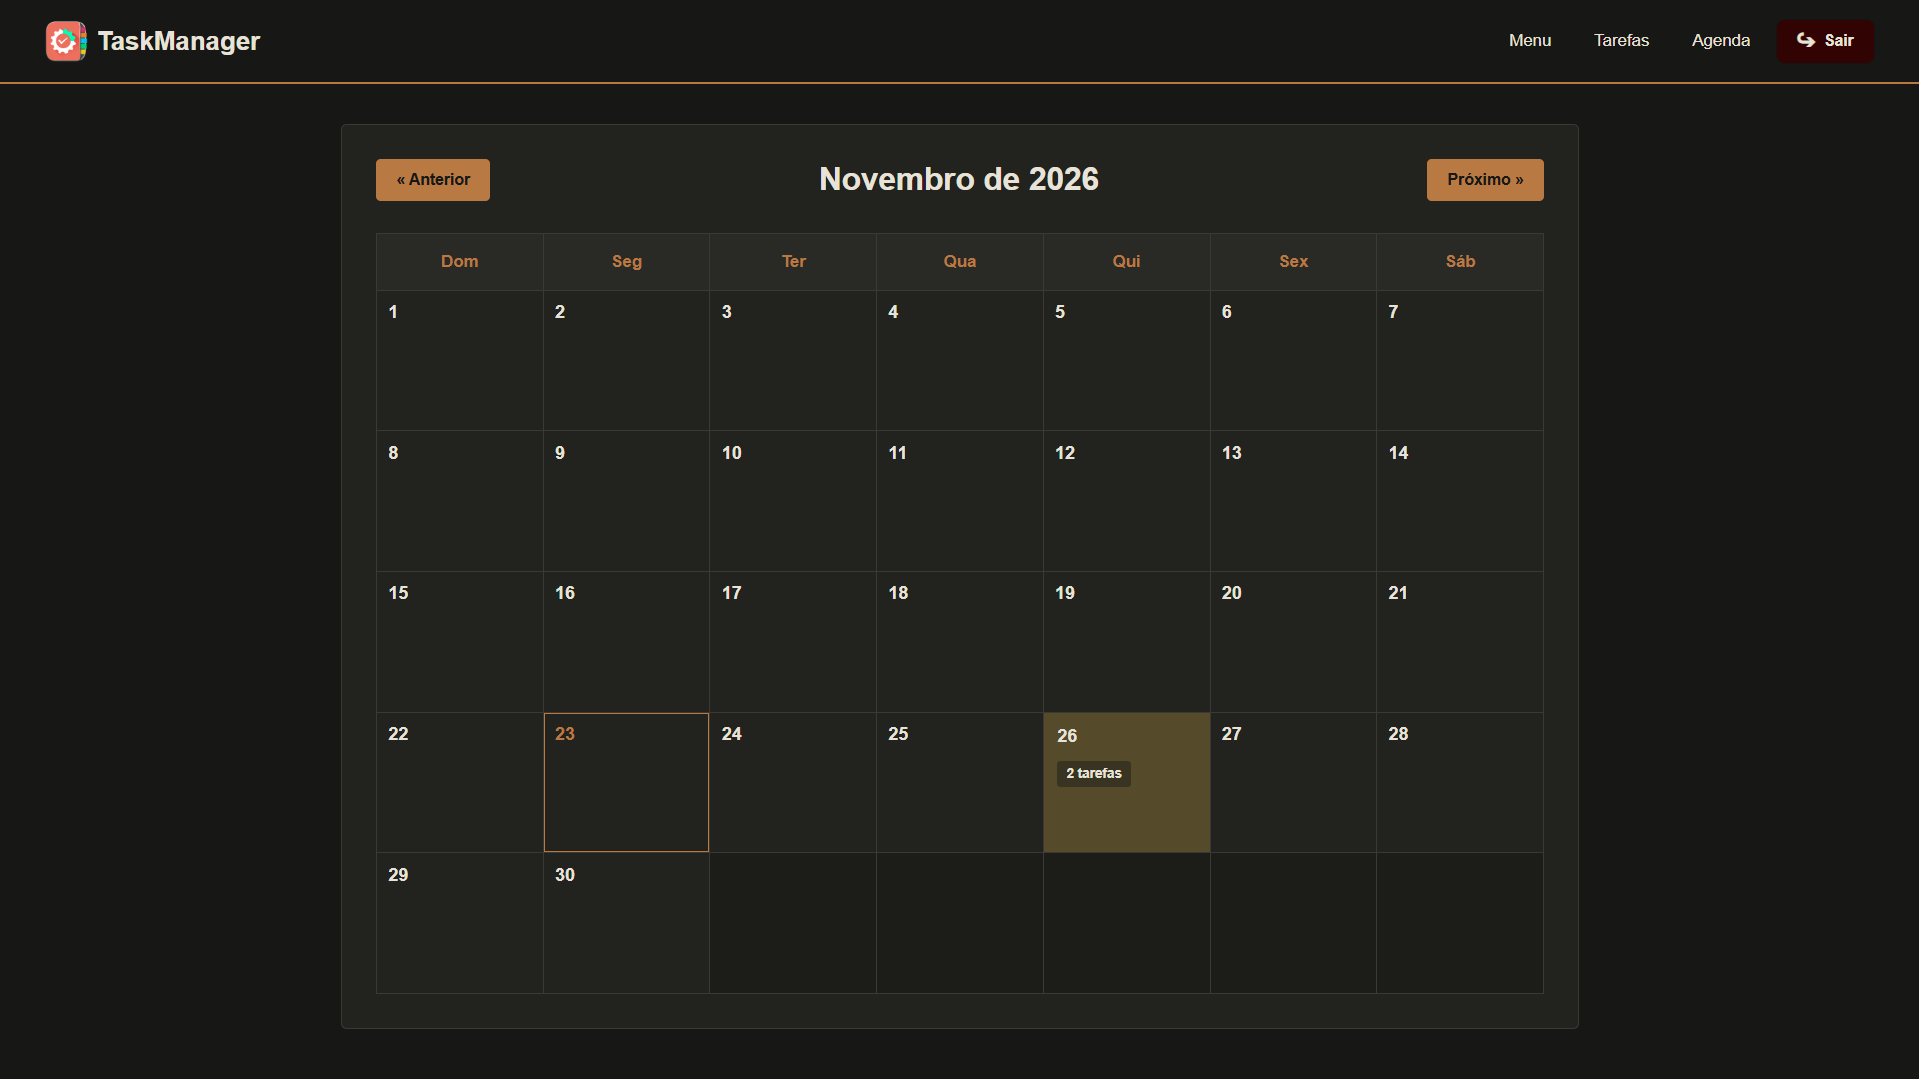 TaskManager
Menu Tarefas Agenda Sair
« Anterior Novembro de 2026 Próximo »
Dom Seg Ter Qua Qui Sex Sáb
1 2 3 4 5 6 7
8 9 10 11 12 13 14
15 16 17 18 19 20 21
22 23 24 25 26 27 28
2 tarefas
29 30